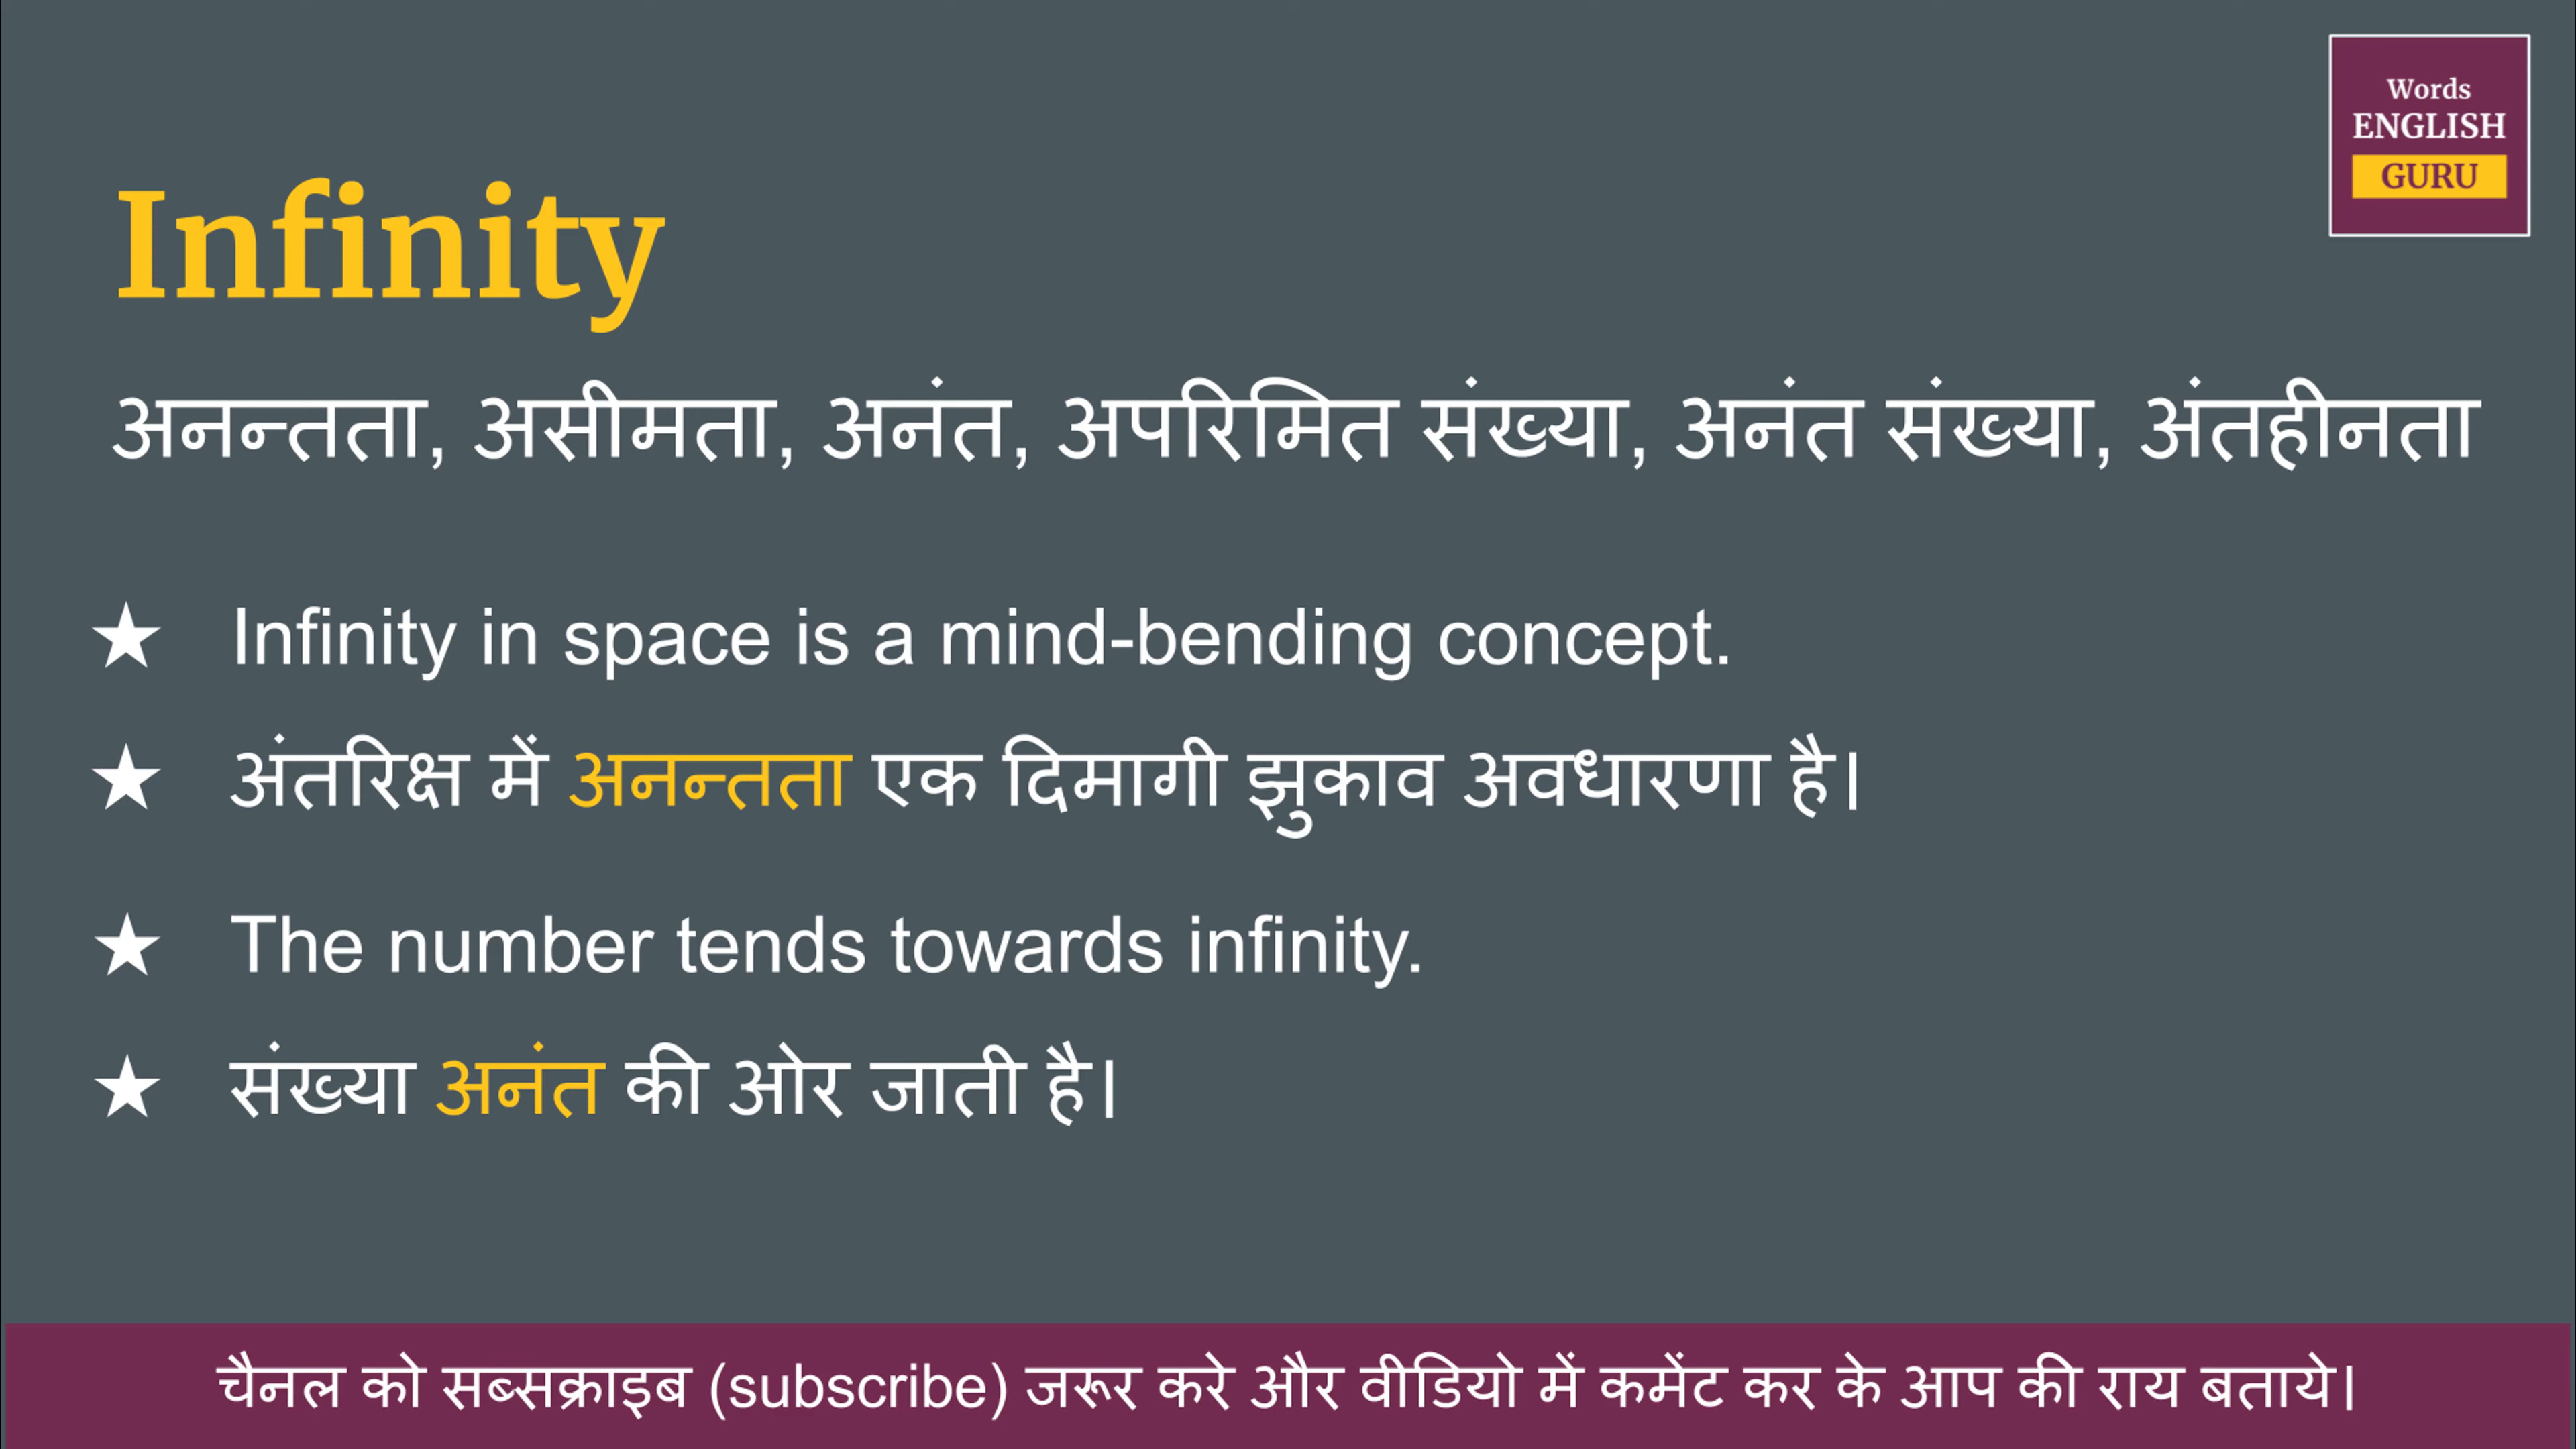 Words
ENGLISH
GURU
Infinity
अनन्तता, असीमता, अनंत, अपरिमित संख्या, अनंत संख्या, अंतहीनता
★ Infinity in space is a mind-bending concept.
★ अंतरिक्ष में अनन्तता एक दिमागी झुकाव अवधारणा है।
★ The number tends towards infinity.
★ संख्या अनंत की ओर जाती है।
चैनल को सब्सक्राइब (subscribe) जरूर करे और वीडियो में कमेंट कर के आप की राय बताये।